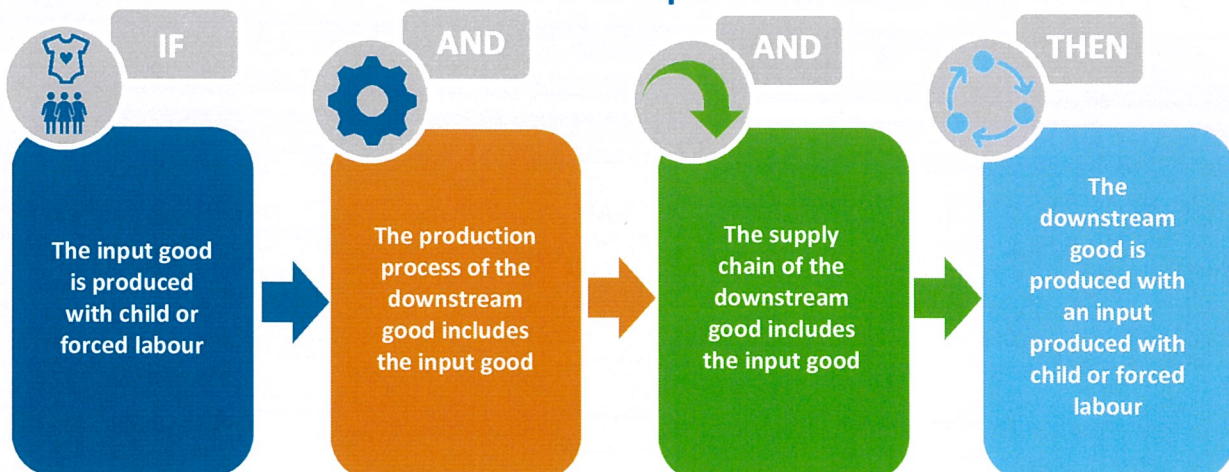 IF
The input good
is produced
with child or
forced labour
AND
The production
process of the
downstream
good includes
the input good
AND
The supply
chain of the
downstream
good includes
the input good
THEN
The
downstream
good is
produced with
an input
produced with
child or forced
labour